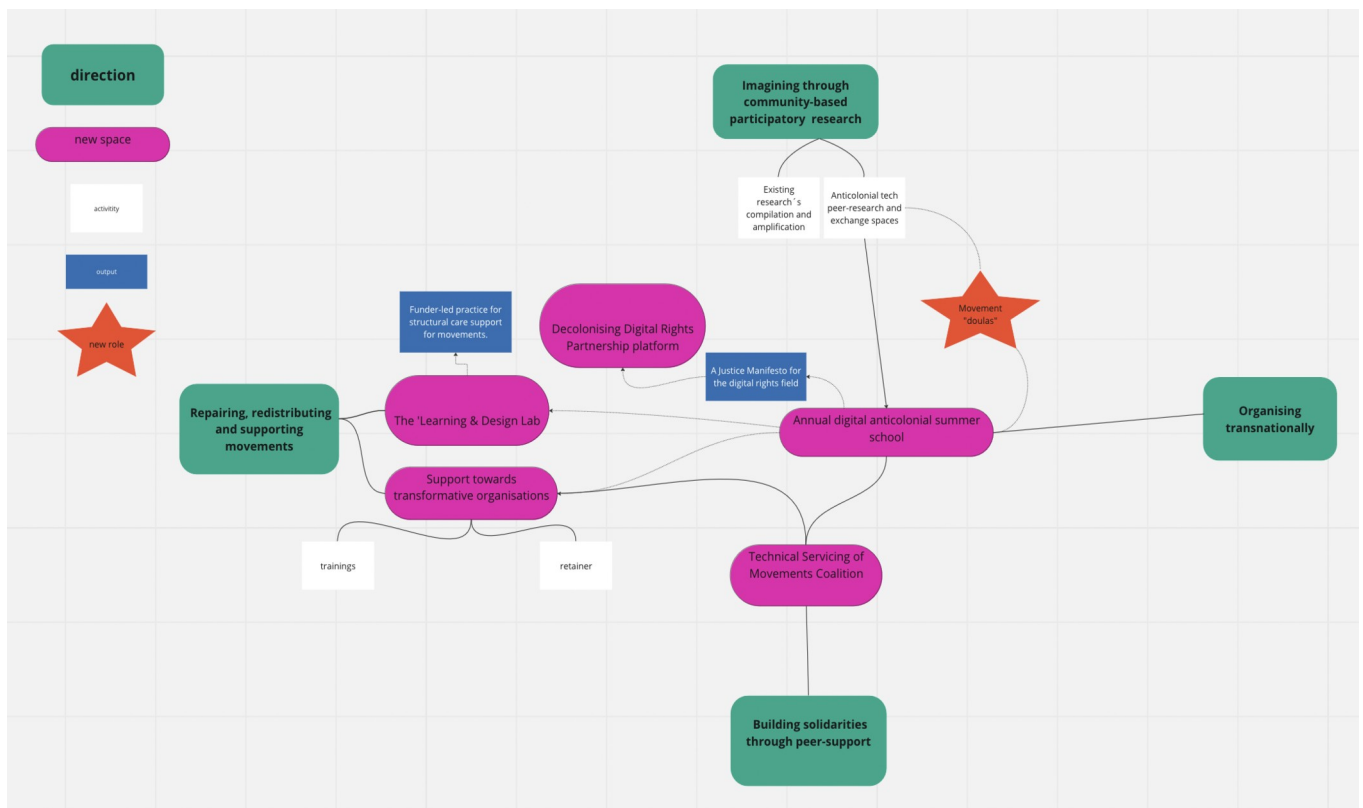 direction
new space
activitity
output
new role
Imagining through
community-based
participatory research
Existing
research´s
compilation and
amplification
Anticolonial tech
peer-research and
exchange spaces
Movement
"doulas"
Funder-led practice for
structural care support
for movements.
Decolonising Digital Rights
Partnership platform
A Justice Manifesto for
the digital rights field
Repairing, redistributing
and supporting
movements
The 'Learning & Design Lab
Annual digital anticolonial summer
school
Organising
transnationally
Support towards
transformative organisations
trainings
retainer
Technical Servicing of
Movements Coalition
Building solidarities
through peer-support